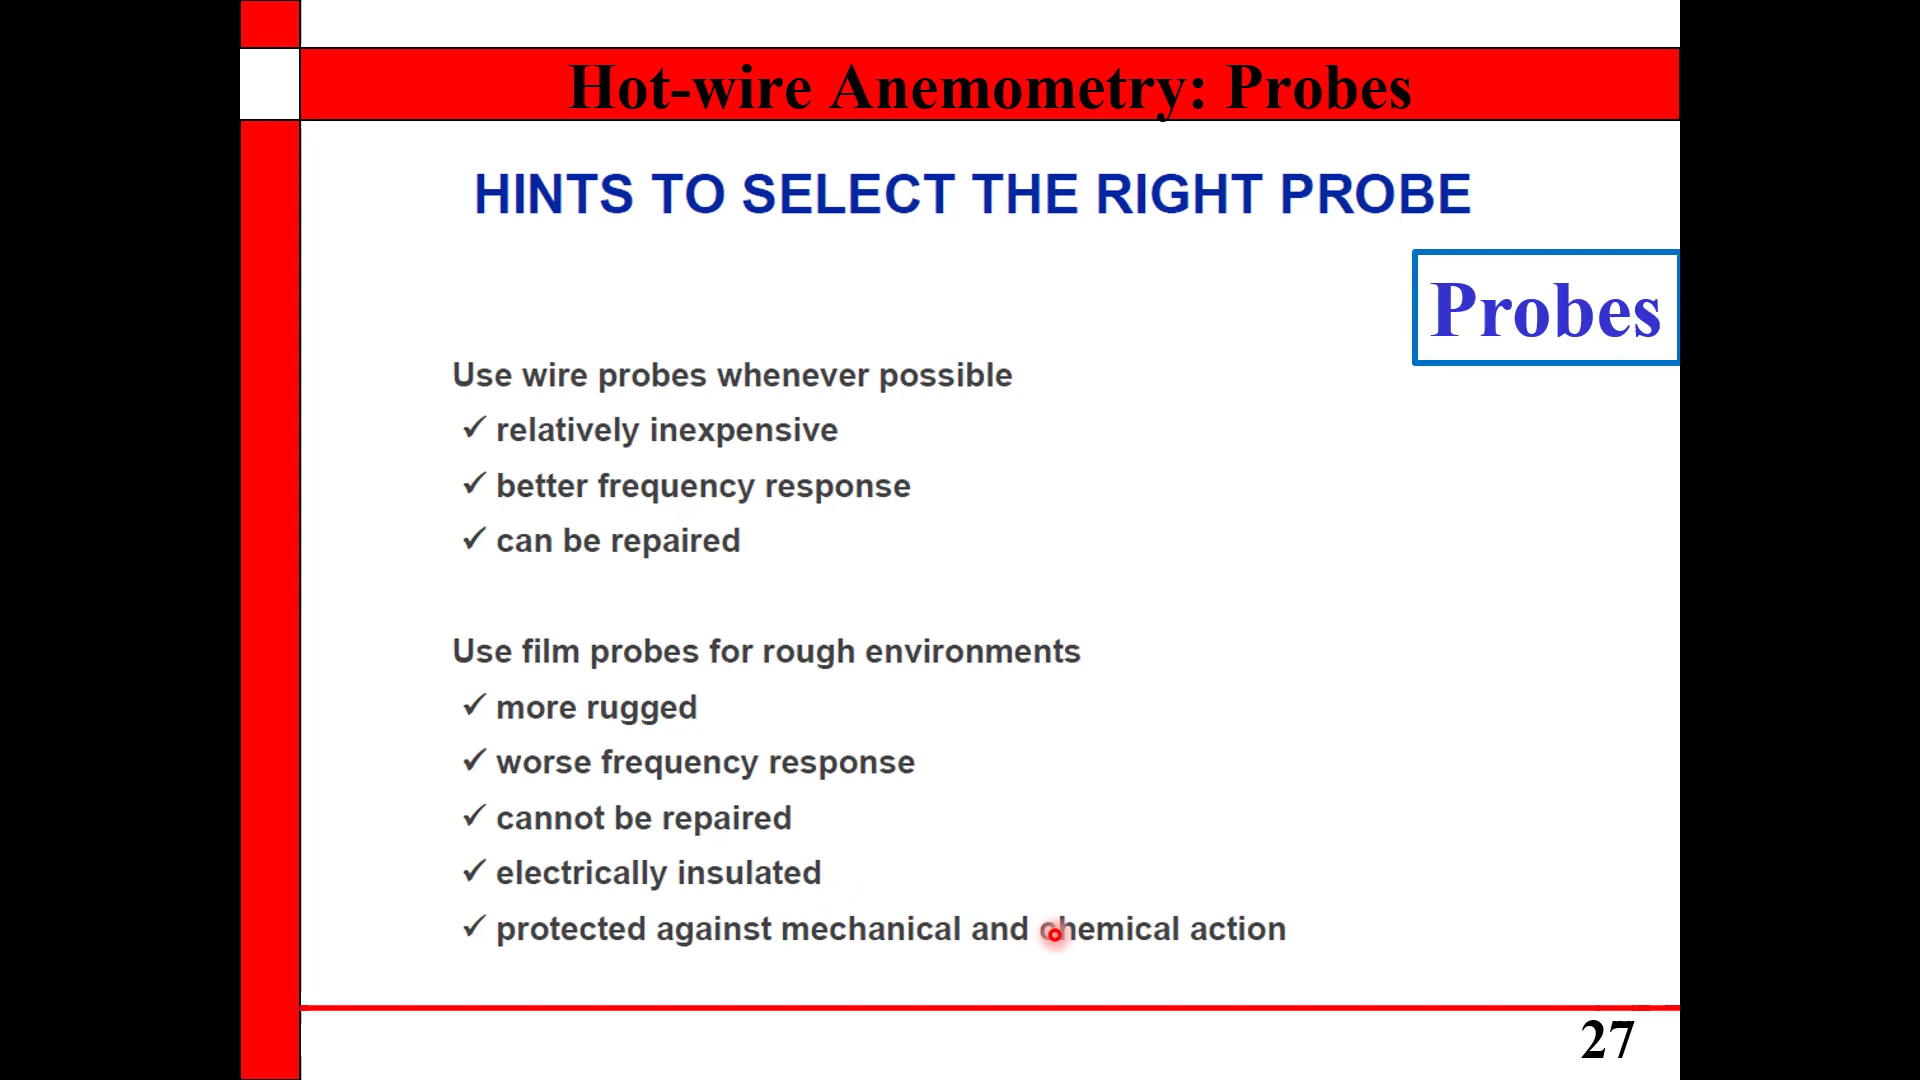 Hot-wire Anemometry: Probes
HINTS TO SELECT THE RIGHT PROBE
Probes
Use wire probes whenever possible
✓ relatively inexpensive
✓ better frequency response
✓ can be repaired
Use film probes for rough environments
✓ more rugged
✓ worse frequency response
✓ cannot be repaired
✓ electrically insulated
✓ protected against mechanical and chemical action
27